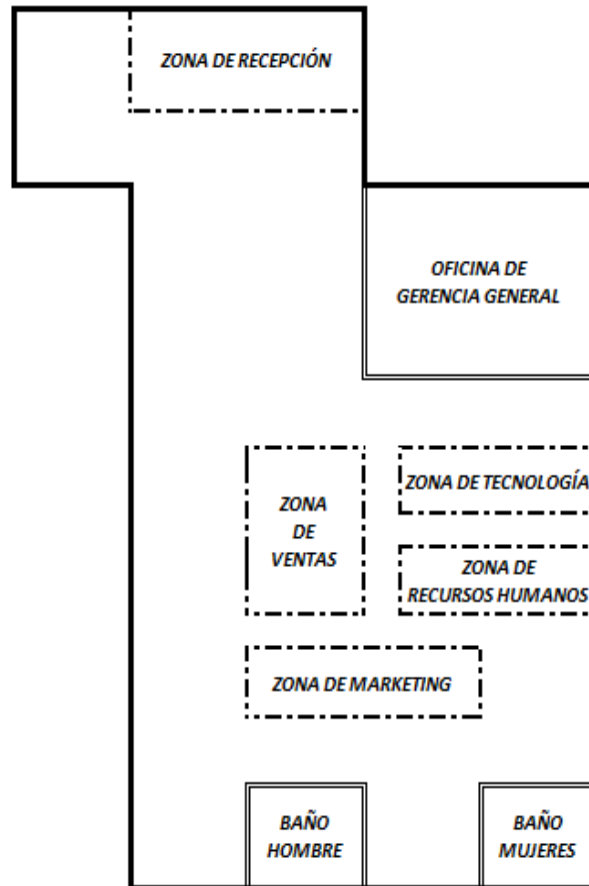 ZONA DE RECEPCIÓN
OFICINA DE
GERENCIA GENERAL
ZONA
DE
VENTAS
ZONA DE TECNOLOGÍA
ZONA DE
RECURSOS HUMANOS
ZONA DE MARKETING
BAÑO
HOMBRE
BAÑO
MUJERES